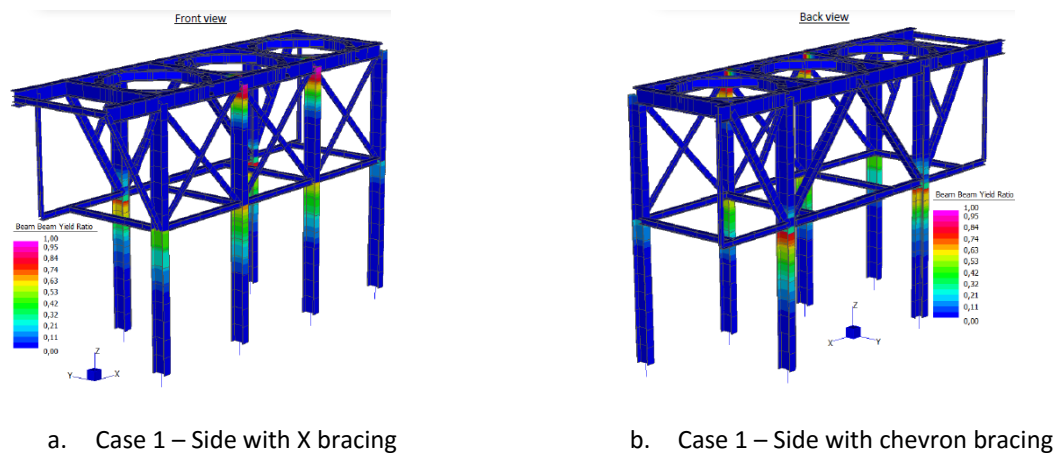 Front view
Beam Beam Yield Ratio
1,00
0,95
0,84
0,74
0,63
0,53
0,42
0,32
0,21
0,11
0,00
Z
Y
X
Back view
Beam Beam Yield Ratio
1,00
0,95
0,84
0,74
0,63
0,53
0,42
0,32
0,21
0,11
0,00
Z
X
Y
a. Case 1 – Side with X bracing
b. Case 1 – Side with chevron bracing